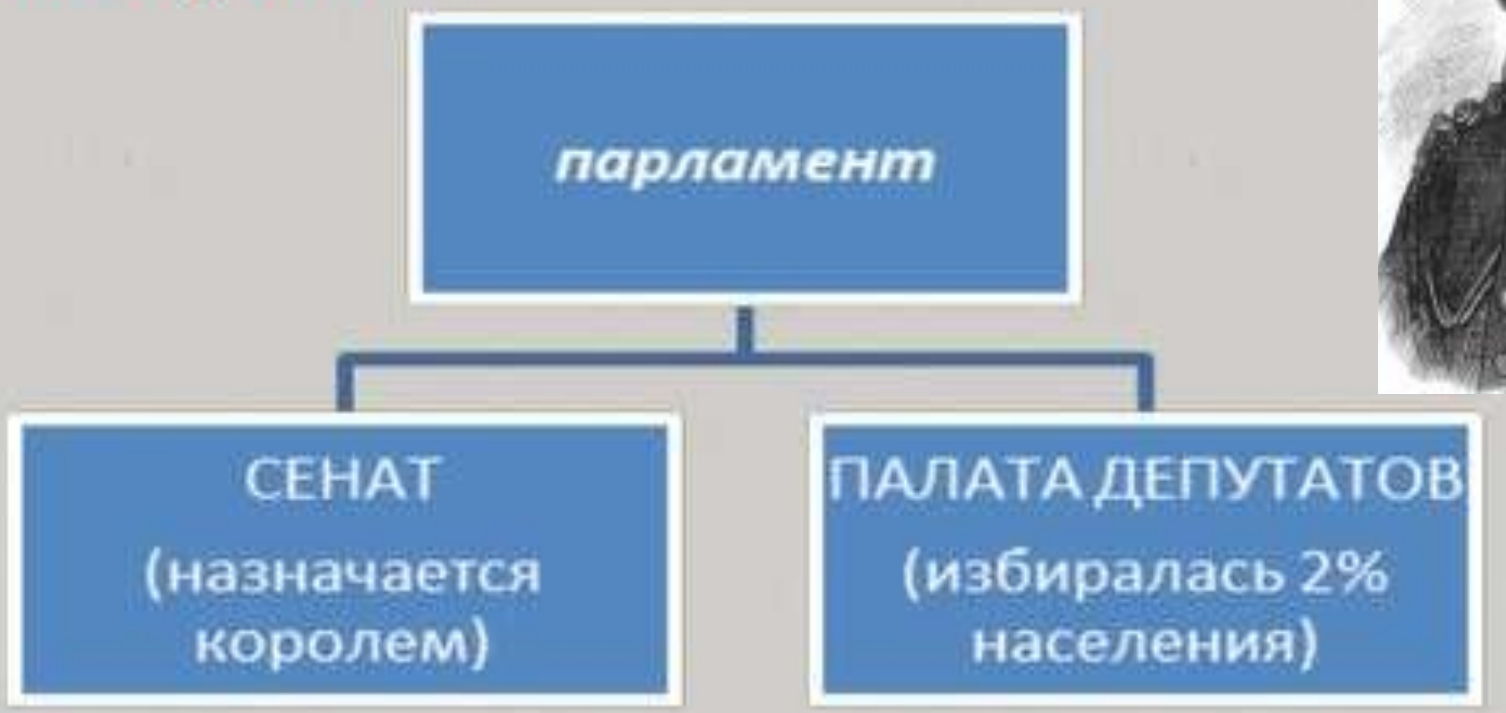 парламент
СЕНАТ
(назначается
королем)
ПАЛАТА ДЕПУТАТОВ
(избиралась 2%
населения)